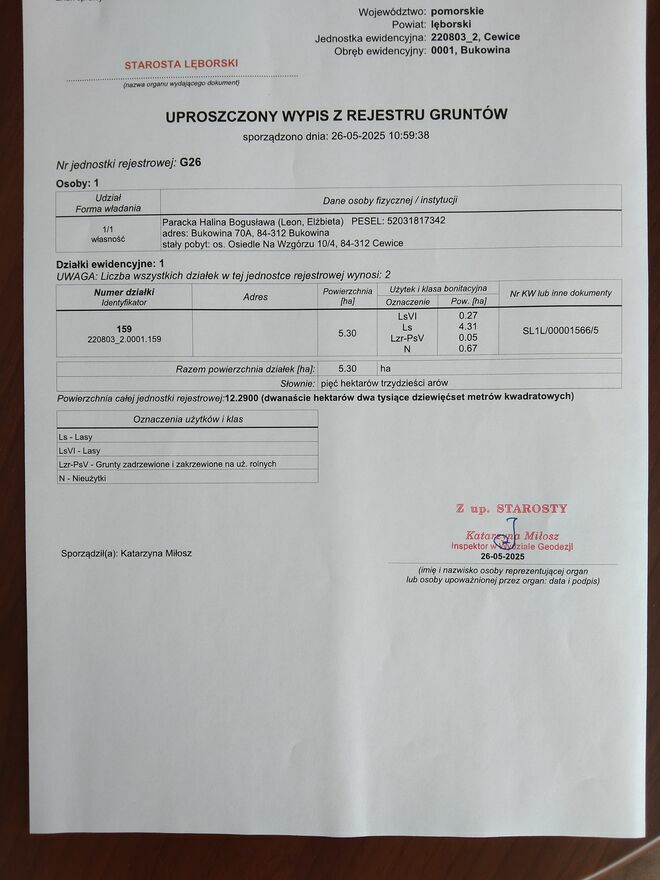 Województwo: pomorskie
Powiat: lęborski
Jednostka ewidencyjna: 220803_2, Cewice
Obręb ewidencyjny: 0001, Bukowina
STAROSTA LĘBORSKI
(nazwa organu wydającego dokument)
UPROSZCZONY WYPIS Z REJESTRU GRUNTÓW
sporządzono dnia: 26-05-2025 10:59:38
Nr jednostki rejestrowej: G26
Osoby: 1
Udział
Forma władania
Dane osoby fizycznej / instytucji
1/1
własność
Paracka Halina Bogusława (Leon, Elżbieta) PESEL: 52031817342
adres: Bukowina 70A, 84-312 Bukowina
stały pobyt: os. Osiedle Na Wzgórzu 10/4, 84-312 Cewice
Działki ewidencyjne: 1
UWAGA: Liczba wszystkich działek w tej jednostce rejestrowej wynosi: 2
Numer działki
Identyfikator
Adres
Powierzchnia
[ha]
Użytek i klasa bonitacyjna
Oznaczenie Pow. [ha]
Nr KW lub inne dokumenty
159
220803_2.0001.159
5.30
LsVI 0.27
Ls 4.31
Lzr-PsV 0.05
N 0.67
SL1L/00001566/5
Razem powierzchnia działek [ha]: 5.30 ha
Słownie: pięć hektarów trzydzieści arów
Powierzchnia całej jednostki rejestrowej:12.2900 (dwanaście hektarów dwa tysiące dziewięćset metrów kwadratowych)
Oznaczenia użytków i klas
Ls - Lasy
LsVI - Lasy
Lzr-PsV - Grunty zadrzewione i zakrzewione na uż. rolnych
N - Nieużytki
Z up. STAROSTY
Katarzyna Miłosz
Inspektor w Wydziale Geodezji
26-05-2025
Sporządził(a): Katarzyna Miłosz
(imię i nazwisko osoby reprezentującej organ
lub osoby upoważnionej przez organ: data i podpis)